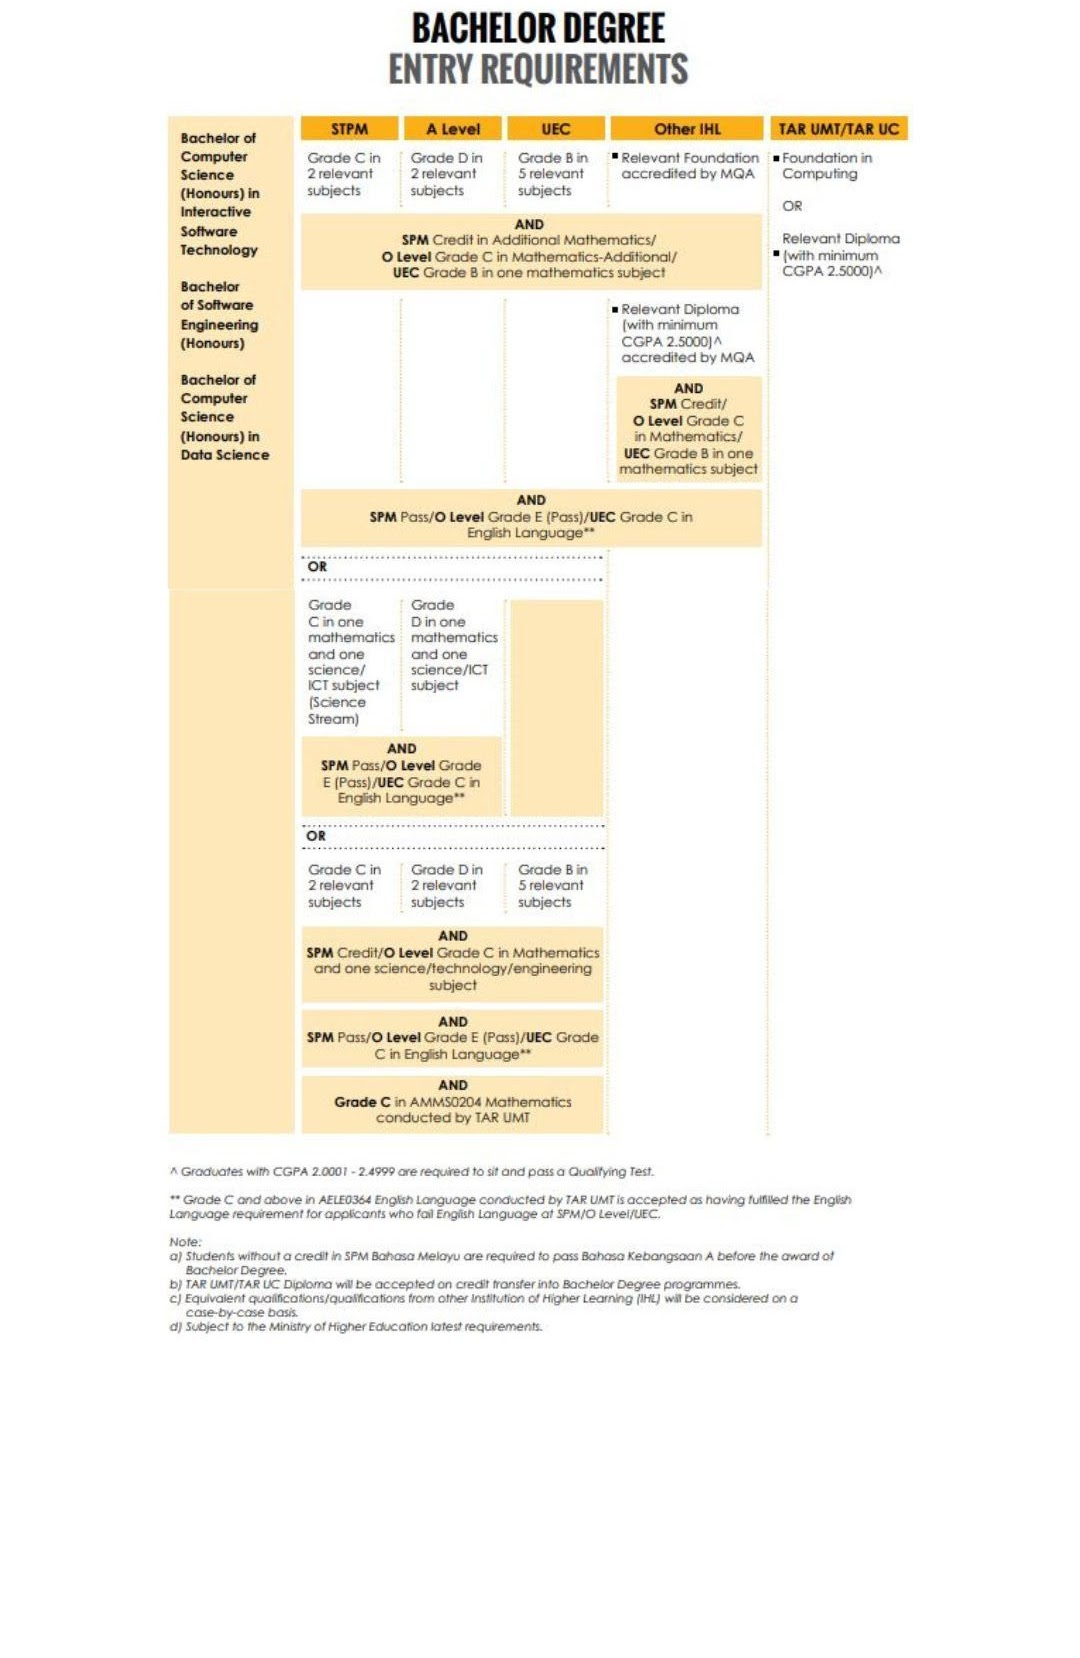 BACHELOR DEGREE
ENTRY REQUIREMENTS
Bachelor of
Computer
Science
(Honours) in
Interactive
Software
Technology
Bachelor
of Software
Engineering
(Honours)
Bachelor of
Computer
Science
(Honours) in
Data Science
STPM
A Level
UEC
Other IHL
TAR UMT/TAR UC
Grade C in
2 relevant
subjects
Grade D in
2 relevant
subjects
Grade B in
5 relevant
subjects
▪ Relevant Foundation
accredited by MQA
▪ Foundation in
Computing
OR
Relevant Diploma
▪ (with minimum
CGPA 2.5000)^
AND
SPM Credit in Additional Mathematics/
O Level Grade C in Mathematics-Additional/
UEC Grade B in one mathematics subject
▪ Relevant Diploma
(with minimum
CGPA 2.5000)^
accredited by MQA
AND
SPM Credit/
O Level Grade C
in Mathematics/
UEC Grade B in one
mathematics subject
AND
SPM Pass/O Level Grade E (Pass)/UEC Grade C in
English Language**
OR
Grade
C in one
mathematics
and one
science/
ICT subject
(Science
Stream)
Grade
D in one
mathematics
and one
science/ICT
subject
AND
SPM Pass/O Level Grade
E (Pass)/UEC Grade C in
English Language**
OR
Grade C in
2 relevant
subjects
Grade D in
2 relevant
subjects
Grade B in
5 relevant
subjects
AND
SPM Credit/O Level Grade C in Mathematics
and one science/technology/engineering
subject
AND
SPM Pass/O Level Grade E (Pass)/UEC Grade
C in English Language**
AND
Grade C in AMMS0204 Mathematics
conducted by TAR UMT
^ Graduates with CGPA 2.0001 - 2.4999 are required to sit and pass a Qualifying Test.
** Grade C and above in AELE0364 English Language conducted by TAR UMT is accepted as having fulfilled the English
Language requirement for applicants who fail English Language at SPM/O Level/UEC.
Note:
a) Students without a credit in SPM Bahasa Melayu are required to pass Bahasa Kebangsaan A before the award of
Bachelor Degree.
b) TAR UMT/TAR UC Diploma will be accepted on credit transfer into Bachelor Degree programmes.
c) Equivalent qualifications/qualifications from other Institution of Higher Learning (IHL) will be considered on a
case-by-case basis.
d) Subject to the Ministry of Higher Education latest requirements.